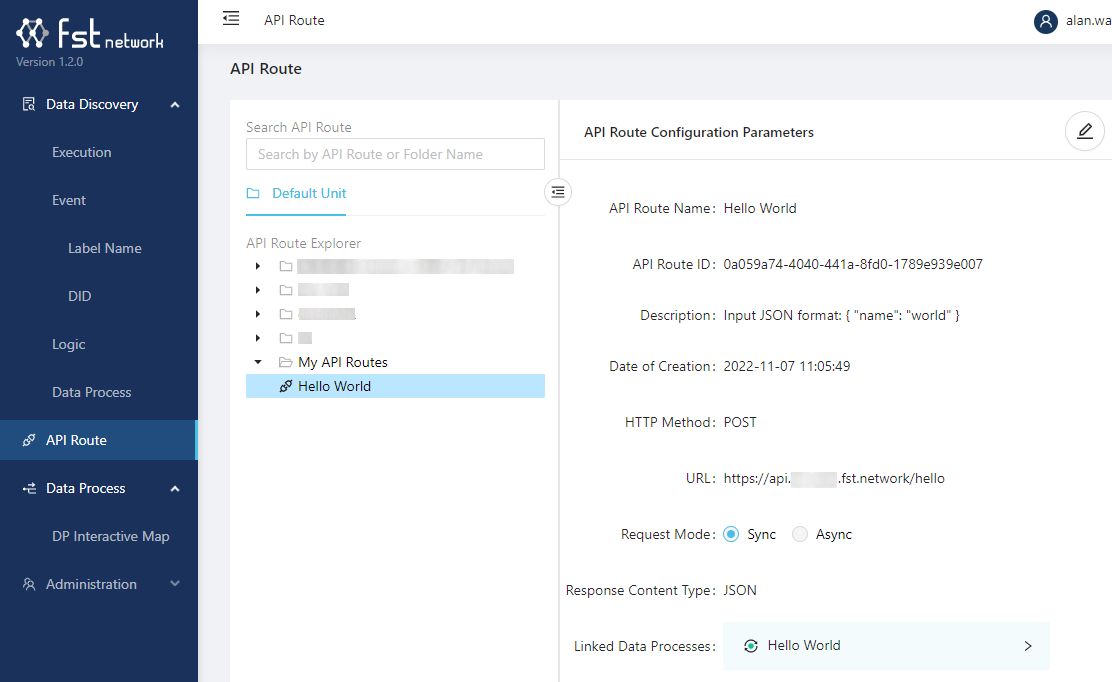 fst network
Version 1.2.0
Data Discovery
Execution
Event
Label Name
DID
Logic
Data Process
API Route
Data Process
DP Interactive Map
Administration
API Route
alan.wa
API Route
Search API Route
Search by API Route or Folder Name
Default Unit
API Route Explorer
My API Routes
Hello World
API Route Configuration Parameters
API Route Name: Hello World
API Route ID: 0a059a74-4040-441a-8fd0-1789e939e007
Description: Input JSON format: { "name": "world" }
Date of Creation: 2022-11-07 11:05:49
HTTP Method: POST
URL: https://api. .fst.network/hello
Request Mode: Sync Async
Response Content Type: JSON
Linked Data Processes: Hello World